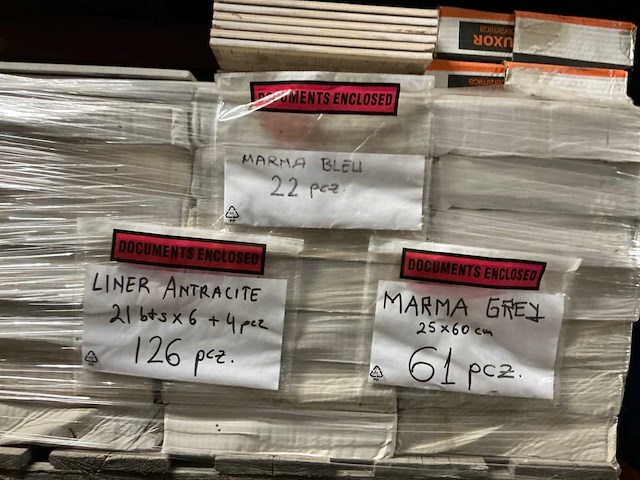 LUXOR
DOCUMENTS ENCLOSED
MARMA BLEU
22 pcz.
DOCUMENTS ENCLOSED
LINER ANTRACITE
21 bts x 6 + 4 pcz
126 pcz.
DOCUMENTS ENCLOSED
MARMA GREY
25 x 60 cm
61 pcz.